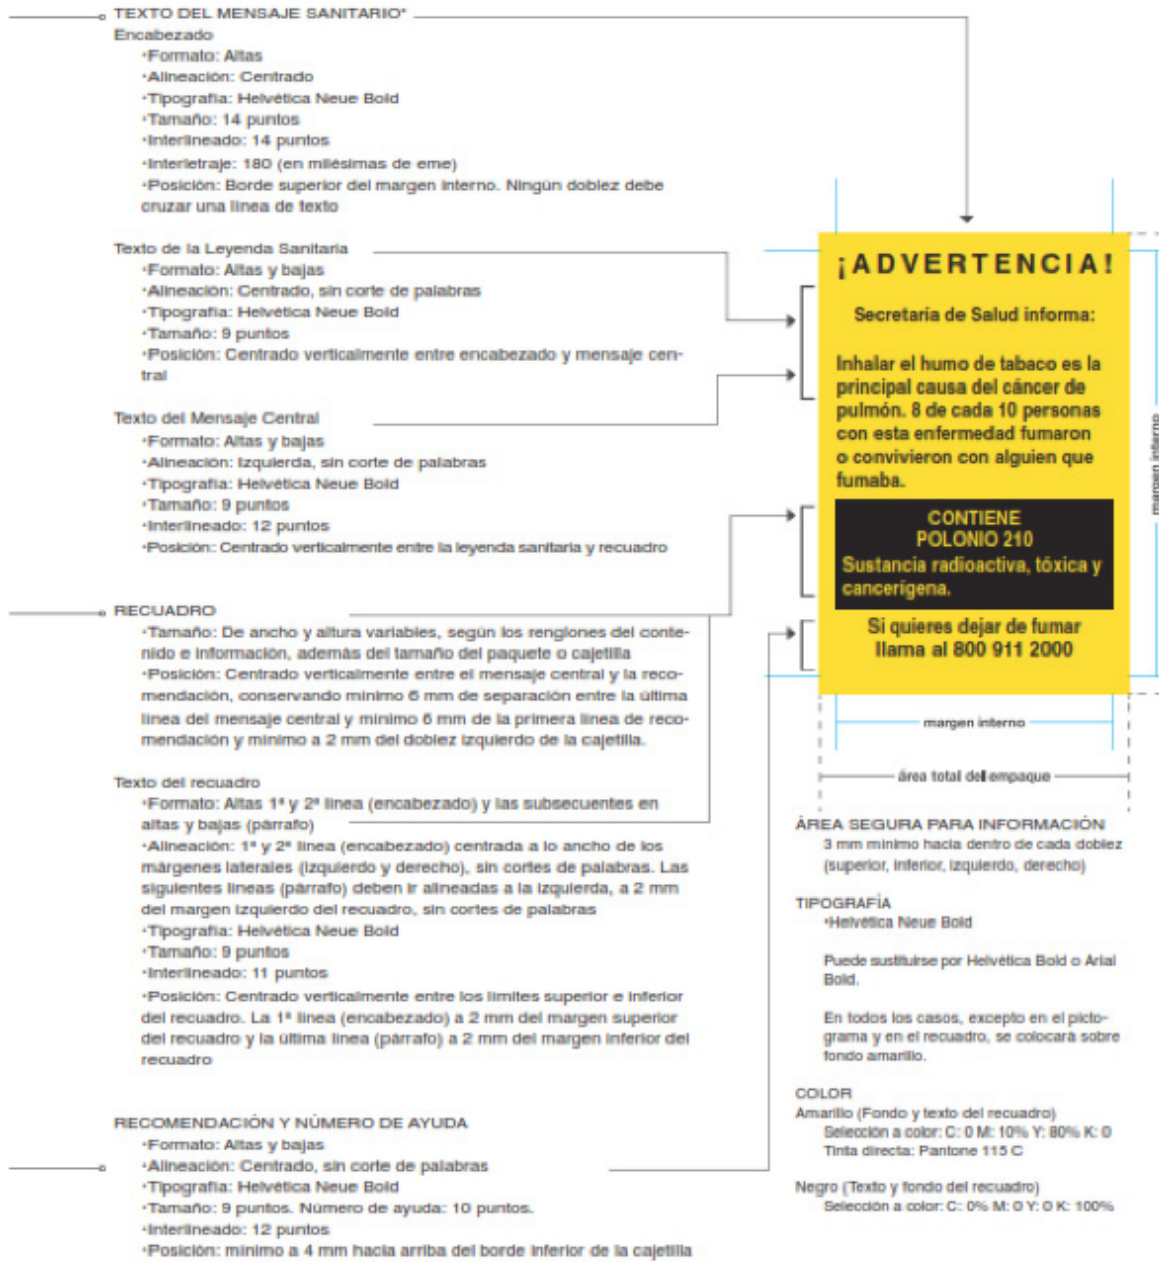 TEXTO DEL MENSAJE SANITARIO*
Encabezado
•Formato: Altas
•Alineación: Centrado
•Tipografía: Helvética Neue Bold
•Tamaño: 14 puntos
•Interlineado: 14 puntos
•Interletraje: 180 (en milésimas de eme)
•Posición: Borde superior del margen interno. Ningún doblez debe
cruzar una línea de texto
Texto de la Leyenda Sanitaria
•Formato: Altas y bajas
•Alineación: Centrado, sin corte de palabras
•Tipografía: Helvética Neue Bold
•Tamaño: 9 puntos
•Posición: Centrado verticalmente entre encabezado y mensaje cen-
tral
Texto del Mensaje Central
•Formato: Altas y bajas
•Alineación: Izquierda, sin corte de palabras
•Tipografía: Helvética Neue Bold
•Tamaño: 9 puntos
•Interlineado: 12 puntos
•Posición: Centrado verticalmente entre la leyenda sanitaria y recuadro
RECUADRO
•Tamaño: De ancho y altura variables, según los renglones del conte-
nido e información, además del tamaño del paquete o cajetilla
•Posición: Centrado verticalmente entre el mensaje central y la reco-
mendación, conservando mínimo 6 mm de separación entre la última
línea del mensaje central y mínimo 6 mm de la primera línea de reco-
mendación y mínimo a 2 mm del doblez izquierdo de la cajetilla.
Texto del recuadro
•Formato: Altas 1ª y 2ª línea (encabezado) y las subsecuentes en
altas y bajas (párrafo)
•Alineación: 1ª y 2ª línea (encabezado) centrada a lo ancho de los
márgenes laterales (izquierdo y derecho), sin cortes de palabras. Las
siguientes líneas (párrafo) deben ir alineadas a la izquierda, a 2 mm
del margen izquierdo del recuadro, sin cortes de palabras
•Tipografía: Helvética Neue Bold
•Tamaño: 9 puntos
•Interlineado: 11 puntos
•Posición: Centrado verticalmente entre los límites superior e inferior
del recuadro. La 1ª línea (encabezado) a 2 mm del margen superior
del recuadro y la última línea (párrafo) a 2 mm del margen inferior del
recuadro
RECOMENDACIÓN Y NÚMERO DE AYUDA
•Formato: Altas y bajas
•Alineación: Centrado, sin corte de palabras
•Tipografía: Helvética Neue Bold
•Tamaño: 9 puntos. Número de ayuda: 10 puntos.
•Interlineado: 12 puntos
•Posición: mínimo a 4 mm hacia arriba del borde inferior de la cajetilla
¡ADVERTENCIA!
Secretaría de Salud informa:
Inhalar el humo de tabaco es la
principal causa del cáncer de
pulmón. 8 de cada 10 personas
con esta enfermedad fumaron
o convivieron con alguien que
fumaba.
CONTIENE
POLONIO 210
Sustancia radioactiva, tóxica y
cancerígena.
Si quieres dejar de fumar
llama al 800 911 2000
margen interno
margen interno
área total del empaque
ÁREA SEGURA PARA INFORMACIÓN
3 mm mínimo hacia dentro de cada doblez
(superior, inferior, izquierdo, derecho)
TIPOGRAFÍA
•Helvética Neue Bold
Puede sustituirse por Helvética Bold o Arial
Bold.
En todos los casos, excepto en el picto-
grama y en el recuadro, se colocará sobre
fondo amarillo.
COLOR
Amarillo (Fondo y texto del recuadro)
Selección a color: C: 0 M: 10% Y: 80% K: 0
Tinta directa: Pantone 115 C
Negro (Texto y fondo del recuadro)
Selección a color: C: 0% M: 0 Y: 0 K: 100%